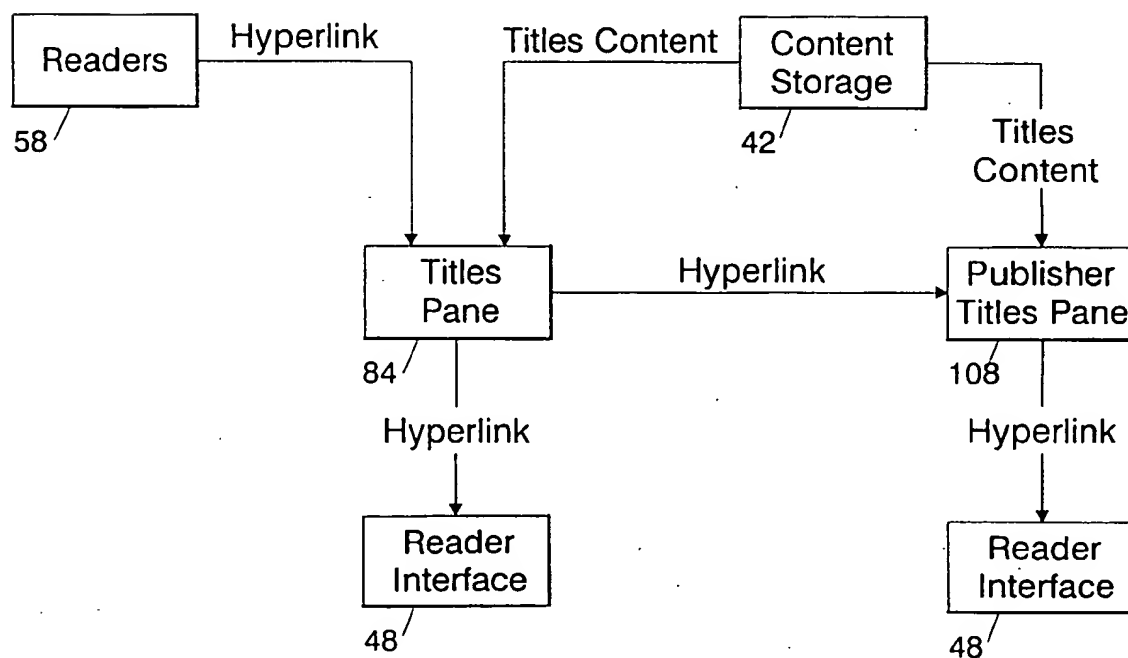 Readers
58
Hyperlink
Titles Content
Content
Storage
42
Titles
Content
Titles
Pane
84
Hyperlink
Publisher
Titles Pane
108
Hyperlink
Hyperlink
Reader
Interface
48
Reader
Interface
48